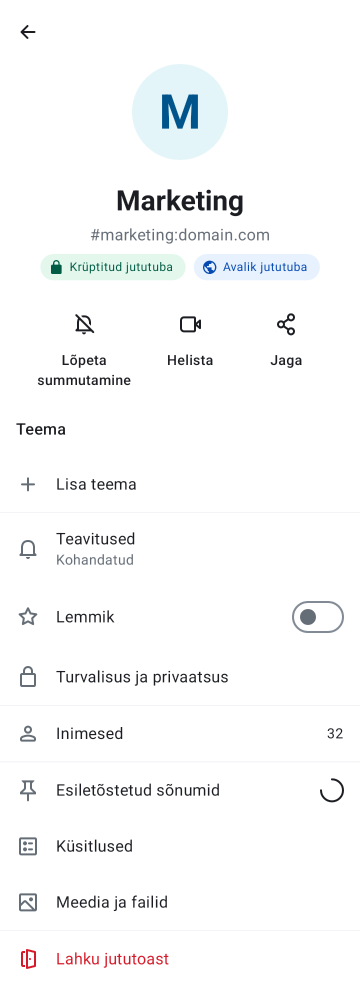 M
Marketing
#marketing:domain.com
Krüptitud jututuba
Avalik jututuba
Lõpeta
summutamine
Helista
Jaga
Teema
Lisa teema
Teavitused
Kohandatud
Lemmik
Turvalisus ja privaatsus
Inimesed 32
Esiletõstetud sõnumid
Küsitlused
Meedia ja failid
Lahku jututoast